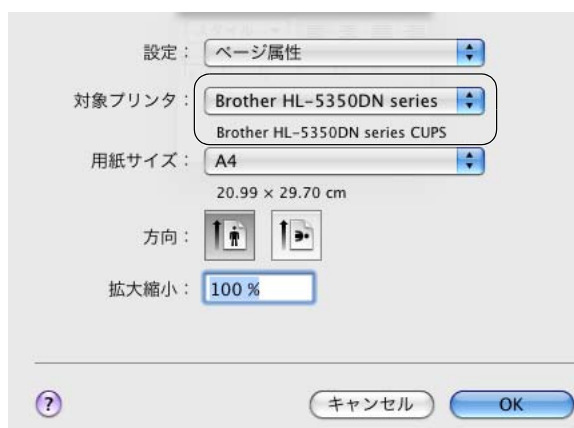 設定： ページ属性
対象プリンタ： Brother HL-5350DN series
Brother HL-5350DN series CUPS
用紙サイズ： A4
20.99 × 29.70 cm
方向：
拡大縮小： 100 %
? キャンセル OK